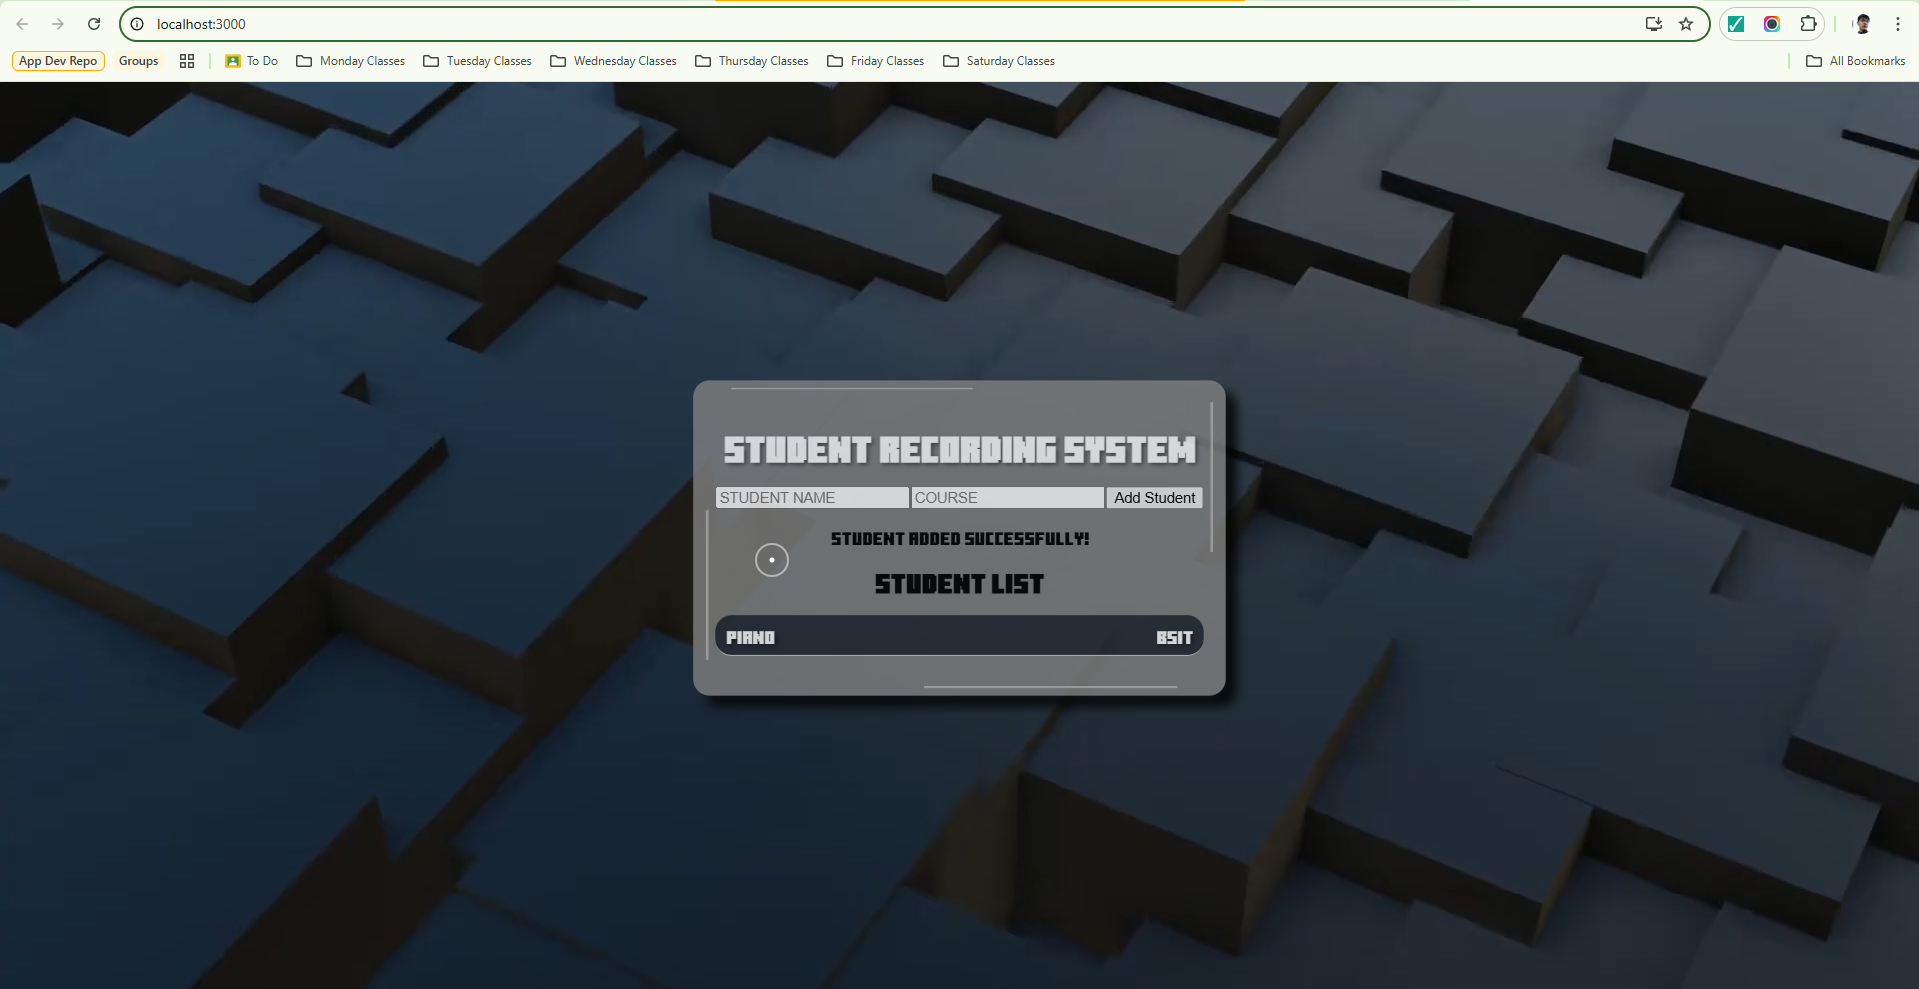 localhost:3000
App Dev Repo Groups To Do Monday Classes Tuesday Classes Wednesday Classes Thursday Classes Friday Classes Saturday Classes All Bookmarks
STUDENT RECORDING SYSTEM
STUDENT NAME COURSE Add Student
STUDENT ADDED SUCCESSFULLY!
STUDENT LIST
PIANO BSIT